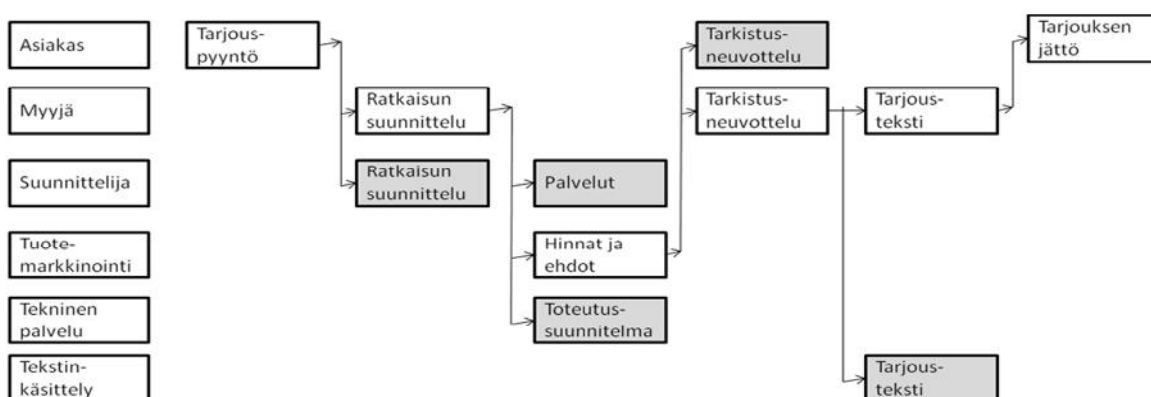 Asiakas
Tarjous-
pyyntö
Tarkistus-
neuvottelu
Tarjouksen
jättö
Myyjä
Ratkaisun
suunnittelu
Tarkistus-
neuvottelu
Tarjous-
teksti
Suunnittelija
Ratkaisun
suunnittelu
Palvelut
Tuote-
markkinointi
Hinnat ja
ehdot
Tekninen
palvelu
Toteutus-
suunnitelma
Tekstin-
käsittely
Tarjous-
teksti